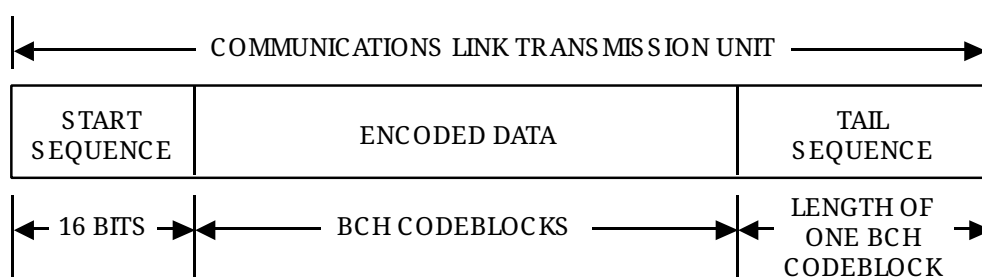 COMMUNICATIONS LINK TRANSMISSION UNIT
START
SEQUENCE
ENCODED DATA
TAIL
SEQUENCE
16 BITS
BCH CODEBLOCKS
LENGTH OF
ONE BCH
CODEBLOCK